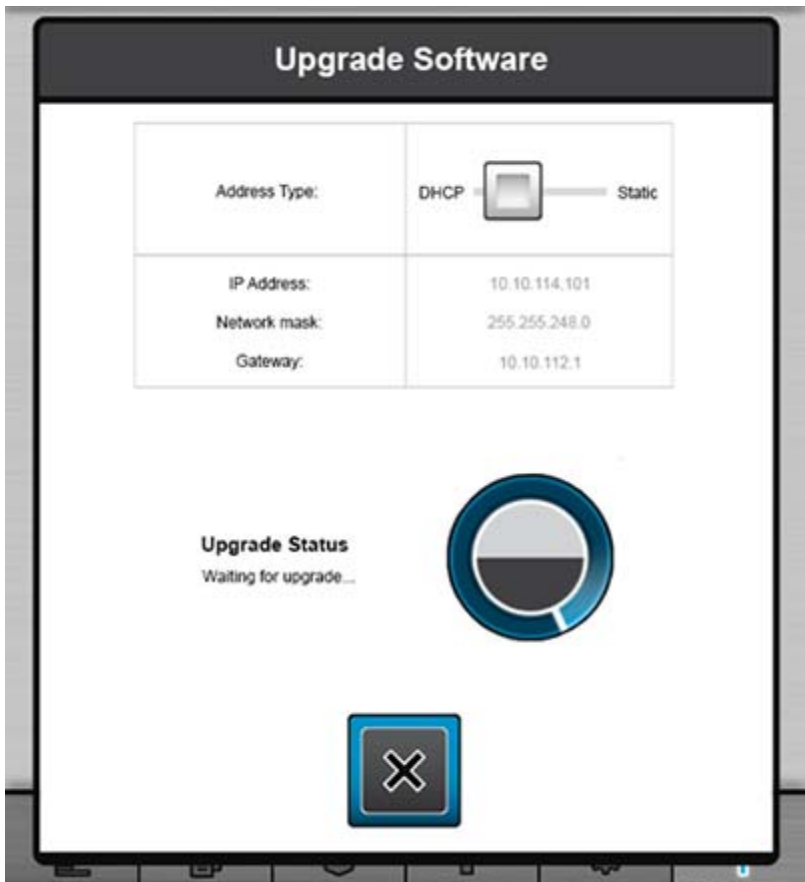 Upgrade Software
Address Type:
DHCP
Static
IP Address:
10.10.114.101
Network mask:
255.255.248.0
Gateway:
10.10.112.1
Upgrade Status
Waiting for upgrade...